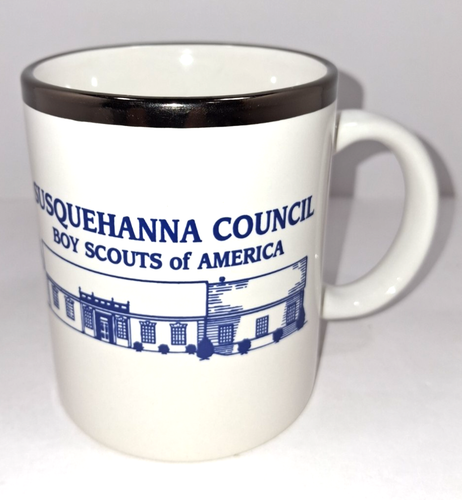 SUSQUEHANNA COUNCIL
BOY SCOUTS of AMERICA